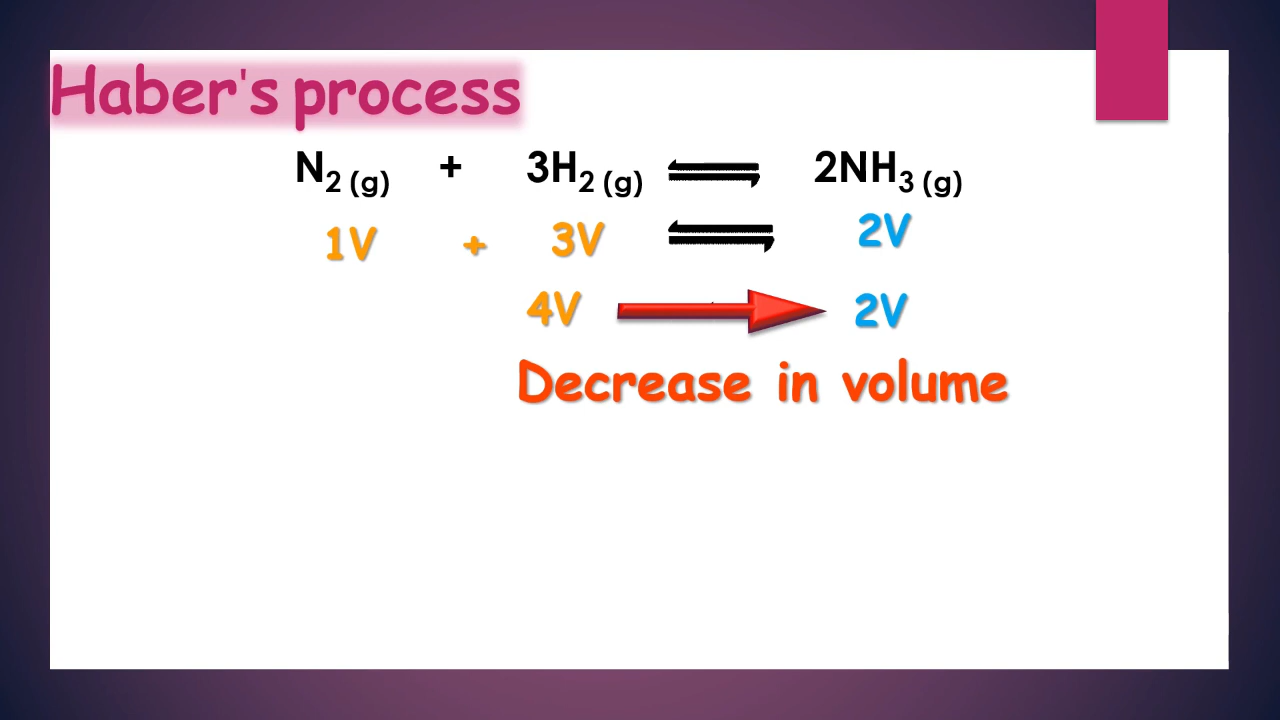 Haber's process
N₂ (g) + 3H₂ (g) ⇌ 2NH₃ (g)
1V + 3V ⇌ 2V
4V → 2V
Decrease in volume